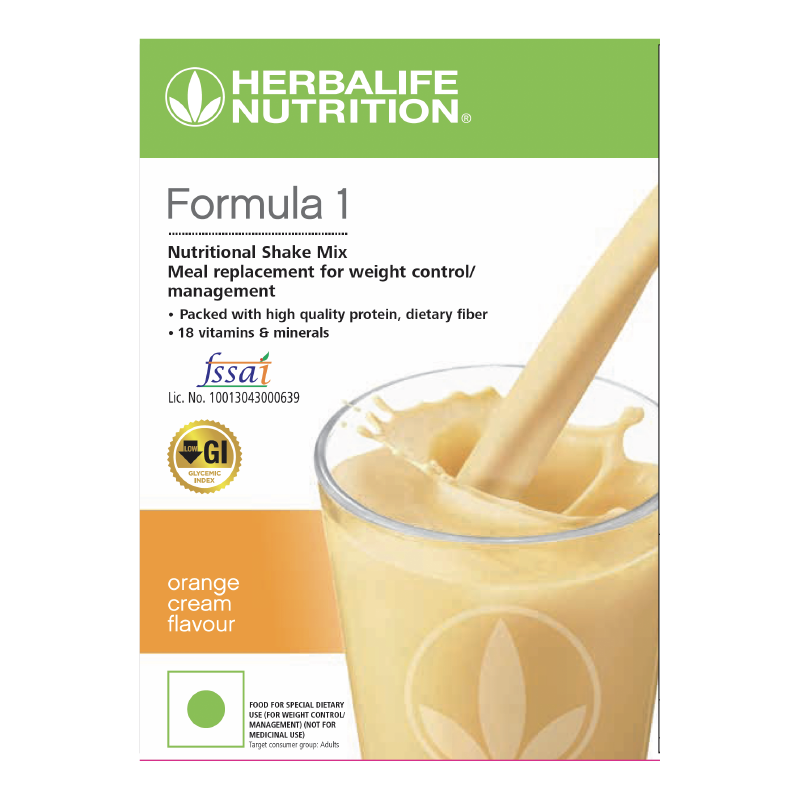 HERBALIFE
NUTRITION®
Formula 1
Nutritional Shake Mix
Meal replacement for weight control/
management
• Packed with high quality protein, dietary fiber
• 18 vitamins & minerals
fssai
Lic. No. 10013043000639
LOW GI
GLYCEMIC
INDEX
orange
cream
flavour
FOOD FOR SPECIAL DIETARY
USE (FOR WEIGHT CONTROL/
MANAGEMENT) (NOT FOR
MEDICINAL USE)
Target consumer group: Adults